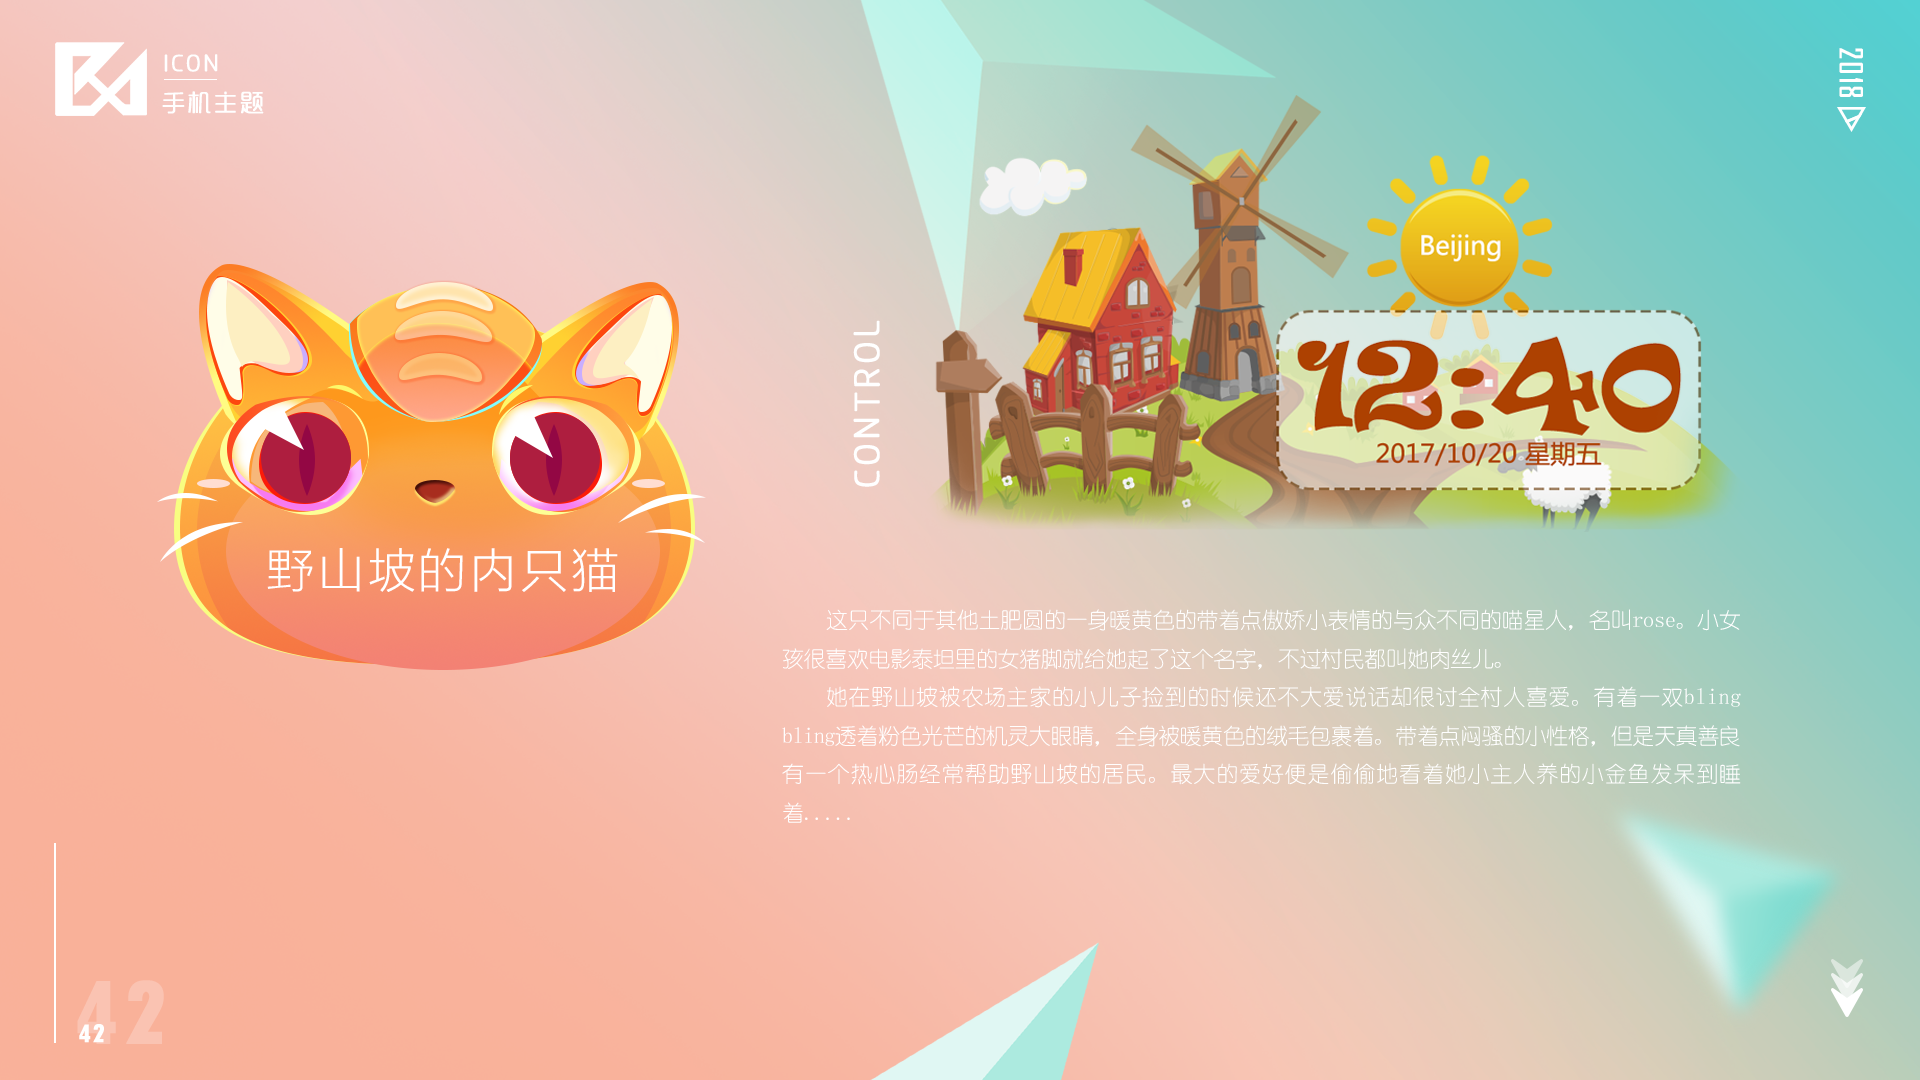 ICON
手机主题
2018
Beijing
12:40
2017/10/20 星期五
CONTROL
野山坡的内只猫
这只不同于其他土肥圆的一身暖黄色的带着点傲娇小表情的与众不同的喵星人，名叫rose。小女
孩很喜欢电影泰坦里的女猪脚就给她起了这个名字，不过村民都叫她肉丝儿。
她在野山坡被农场主家的小儿子捡到的时候还不大爱说话却很讨全村人喜爱。有着一双bling
bling透着粉色光芒的机灵大眼睛，全身被暖黄色的绒毛包裹着。带着点闷骚的小性格，但是天真善良
有一个热心肠经常帮助野山坡的居民。最大的爱好便是偷偷地看着她小主人养的小金鱼发呆到睡
着.....
42
42